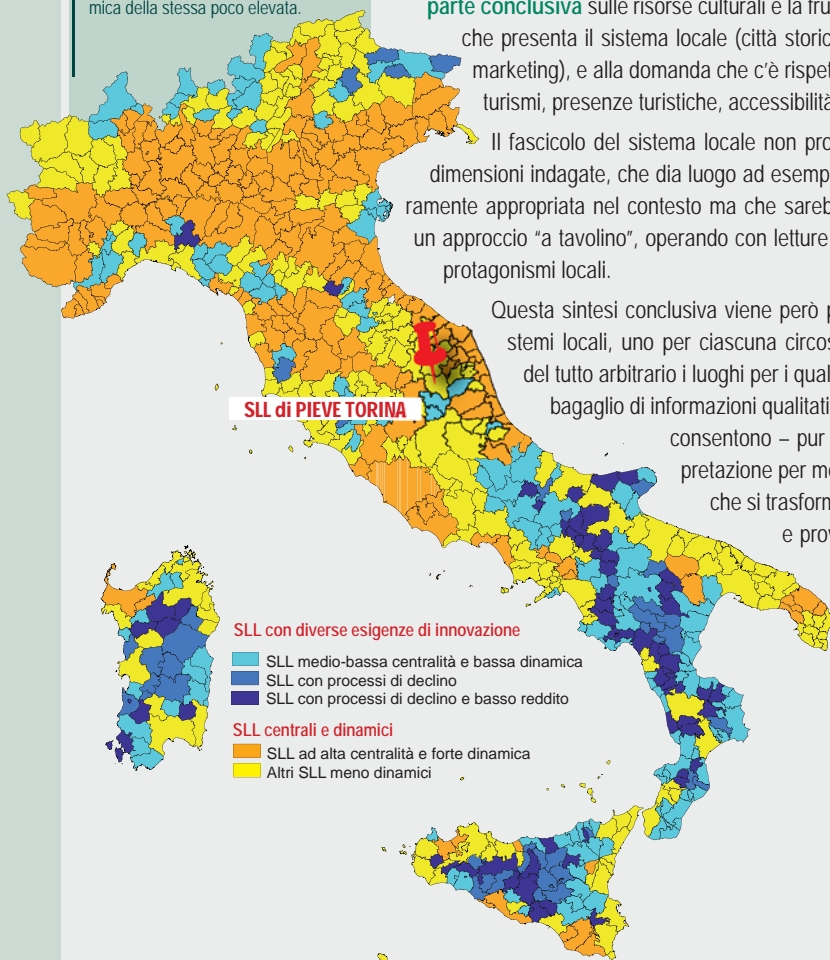 mica della stessa poco elevata.
parte conclusiva sulle risorse culturali e la fru
che presenta il sistema locale (città storic
marketing), e alla domanda che c'è rispet
turismi, presenze turistiche, accessibilità
Il fascicolo del sistema locale non pro
dimensioni indagate, che dia luogo ad esemp
ramente appropriata nel contesto ma che sareb
un approccio "a tavolino", operando con letture
protagonismi locali.
Questa sintesi conclusiva viene però p
stemi locali, uno per ciascuna circos
del tutto arbitrario i luoghi per i qual
bagaglio di informazioni qualitati
consentono – pur
pretazione per me
che si trasform
e prov
SLL di PIEVE TORINA
SLL con diverse esigenze di innovazione
SLL medio-bassa centralità e bassa dinamica
SLL con processi di declino
SLL con processi di declino e basso reddito
SLL centrali e dinamici
SLL ad alta centralità e forte dinamica
Altri SLL meno dinamici